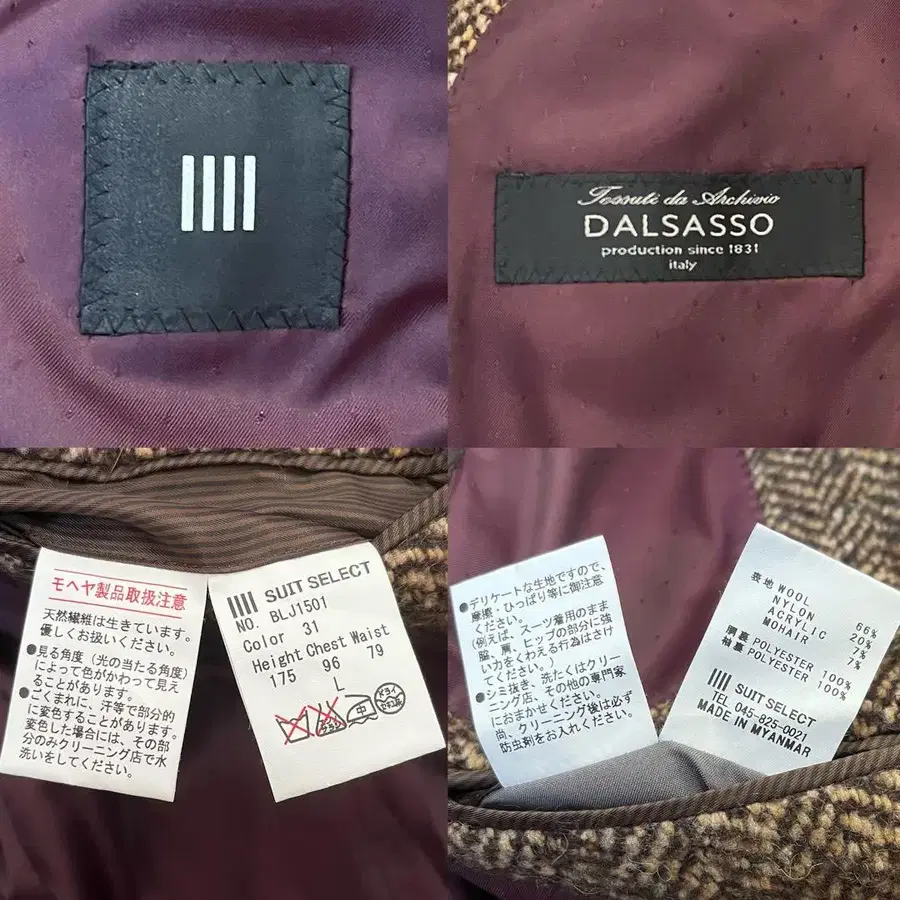 Tessuti da Archivio
DALSASSO
production since 1831
italy
モヘヤ製品取扱注意
天然繊維は生きています。
優しくお扱いください。
●見る角度(光の当たる角度)
によって色がかわって見え
ることがあります。
●ごくまれに、汗等で部分的
に変色することがあります。
変色した場合には、その部
分のみクリーニング店で水
洗いをしてください。
SUIT SELECT
NO. BLJ1501
Color 31
Height Chest Waist
175 96 79
L
中
ドライ
●デリケートな生地ですので、
摩擦・ひっぱり等に御注意
ください。
(例えば、スーツ着用のまま
脇、肩、ヒップの部分に強
い力をくわえる行為はさけ
てください。)
●シミ抜き、洗たくはクリー
ニング店、その他の専門家
におまかせください。
尚、クリーニング後は必ず
防虫剤をお入れください。
表地 WOOL 66%
NYLON 20%
ACRYLIC 7%
MOHAIR 7%
胴裏 POLYESTER 100%
袖裏 POLYESTER 100%
SUIT SELECT
TEL 045-825-0021
MADE IN MYANMAR